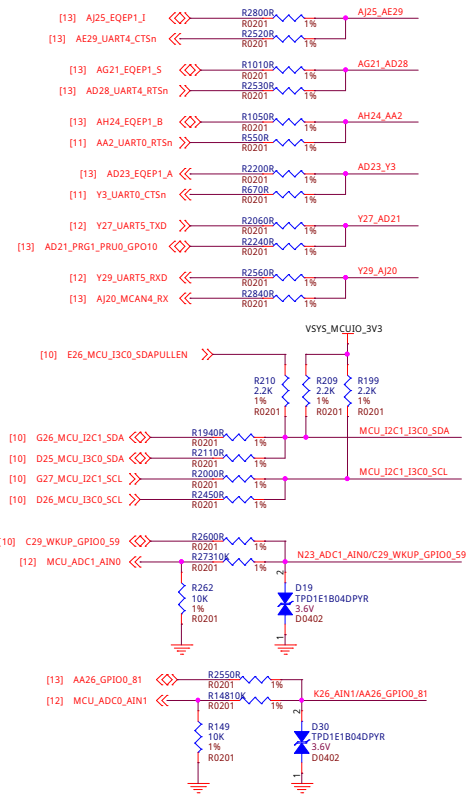 [13] AJ25_EQEP1_I R2800R AJ25_AE29
R0201 1%
[13] AE29_UART4_CTSn R2520R
R0201 1%
[13] AG21_EQEP1_S R1010R AG21_AD28
R0201 1%
[13] AD28_UART4_RTSn R2530R
R0201 1%
[13] AH24_EQEP1_B R1050R AH24_AA2
R0201 1%
[11] AA2_UART0_RTSn R550R
R0201 1%
[13] AD23_EQEP1_A R2200R AD23_Y3
R0201 1%
[11] Y3_UART0_CTSn R670R
R0201 1%
[12] Y27_UART5_TXD R2060R Y27_AD21
R0201 1%
[13] AD21_PRG1_PRU0_GPO10 R2240R
R0201 1%
[12] Y29_UART5_RXD R2560R Y29_AJ20
R0201 1%
[13] AJ20_MCAN4_RX R2840R
R0201 1%
VSYS_MCUIO_3V3
[10] E26_MCU_I3C0_SDAPULLEN
R210 R209 R199
2.2K 2.2K 2.2K
1% 1% 1%
R0201 R0201 R0201
[10] G26_MCU_I2C1_SDA R1940R MCU_I2C1_I3C0_SDA
R0201 1%
[10] D25_MCU_I3C0_SDA R2110R
R0201 1%
[10] G27_MCU_I2C1_SCL R2000R MCU_I2C1_I3C0_SCL
R0201 1%
[10] D26_MCU_I3C0_SCL R2450R
R0201 1%
[10] C29_WKUP_GPIO0_59 R2600R
R0201 1%
[12] MCU_ADC1_AIN0 R27310K N23_ADC1_AIN0/C29_WKUP_GPIO0_59
R0201 1%
2
R262 D19
10K TPD1E1B04DPYR
1% 3.6V
R0201 D0402
1
[13] AA26_GPIO0_81 R2550R
R0201 1%
[12] MCU_ADC0_AIN1 R14810K K26_AIN1/AA26_GPIO0_81
R0201 1%
2
R149 D30
10K TPD1E1B04DPYR
1% 3.6V
R0201 D0402
1